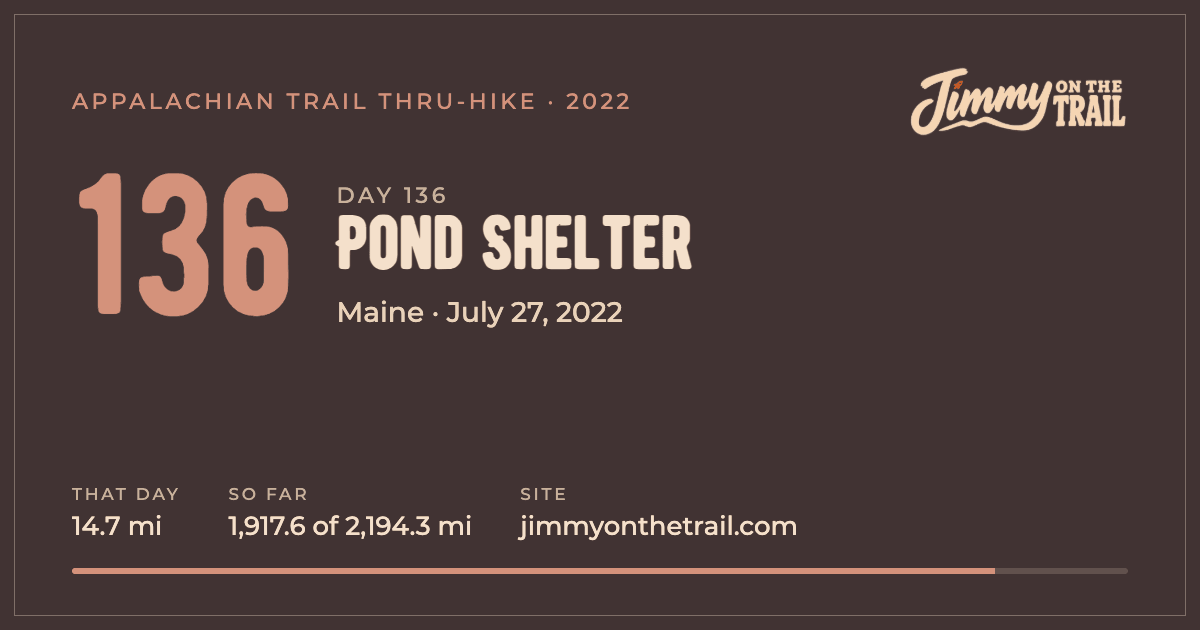 APPALACHIAN TRAIL THRU-HIKE · 2022
Jimmy ON THE TRAIL
136
DAY 136
POND SHELTER
Maine · July 27, 2022
THAT DAY
14.7 mi
SO FAR
1,917.6 of 2,194.3 mi
SITE
jimmyonthetrail.com